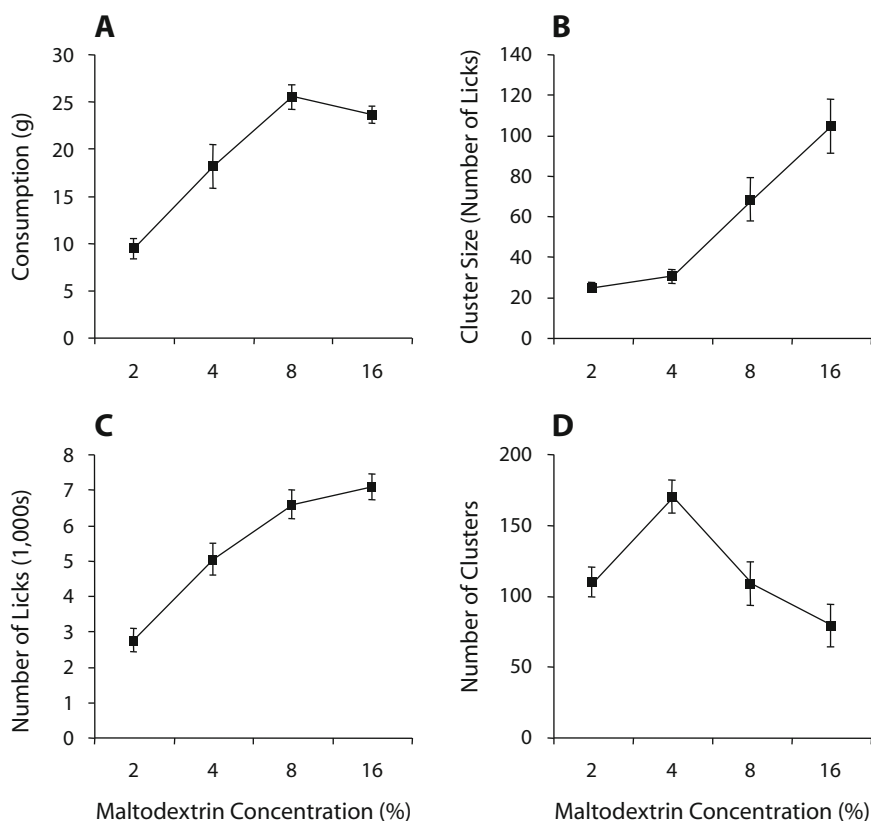 A
Consumption (g)
30
25
20
15
10
5
0
2 4 8 16
B
Cluster Size (Number of Licks)
140
120
100
80
60
40
20
0
2 4 8 16
C
Number of Licks (1,000s)
8
7
6
5
4
3
2
1
0
2 4 8 16
Maltodextrin Concentration (%)
D
Number of Clusters
200
150
100
50
0
2 4 8 16
Maltodextrin Concentration (%)